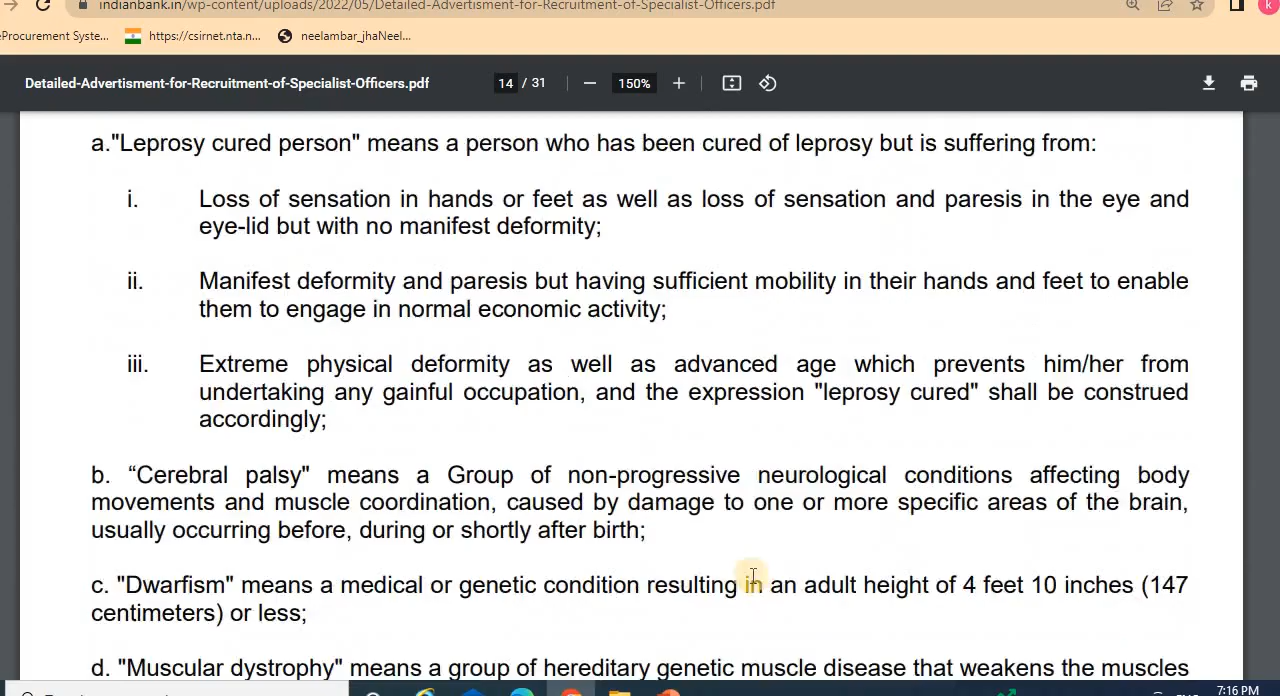 indianbank.in/wp-content/uploads/2022/05/Detailed-Advertisment-for-Recruitment-of-Specialist-Officers.pdf
eProcurement Syste... https://csirnet.nta.n... neelambar_jhaNeel...
Detailed-Advertisment-for-Recruitment-of-Specialist-Officers.pdf 14 / 31 — 150% +
a."Leprosy cured person" means a person who has been cured of leprosy but is suffering from:
i. Loss of sensation in hands or feet as well as loss of sensation and paresis in the eye and
eye-lid but with no manifest deformity;
ii. Manifest deformity and paresis but having sufficient mobility in their hands and feet to enable
them to engage in normal economic activity;
iii. Extreme physical deformity as well as advanced age which prevents him/her from
undertaking any gainful occupation, and the expression "leprosy cured" shall be construed
accordingly;
b. “Cerebral palsy" means a Group of non-progressive neurological conditions affecting body
movements and muscle coordination, caused by damage to one or more specific areas of the brain,
usually occurring before, during or shortly after birth;
c. "Dwarfism" means a medical or genetic condition resulting in an adult height of 4 feet 10 inches (147
centimeters) or less;
d. "Muscular dystrophy" means a group of hereditary genetic muscle disease that weakens the muscles
7:16 PM